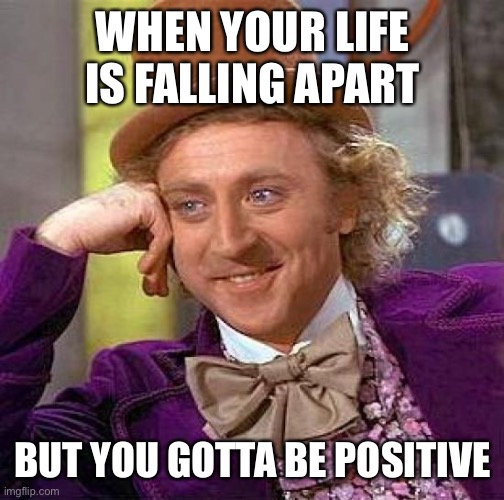 WHEN YOUR LIFE
IS FALLING APART
BUT YOU GOTTA BE POSITIVE
imgflip.com